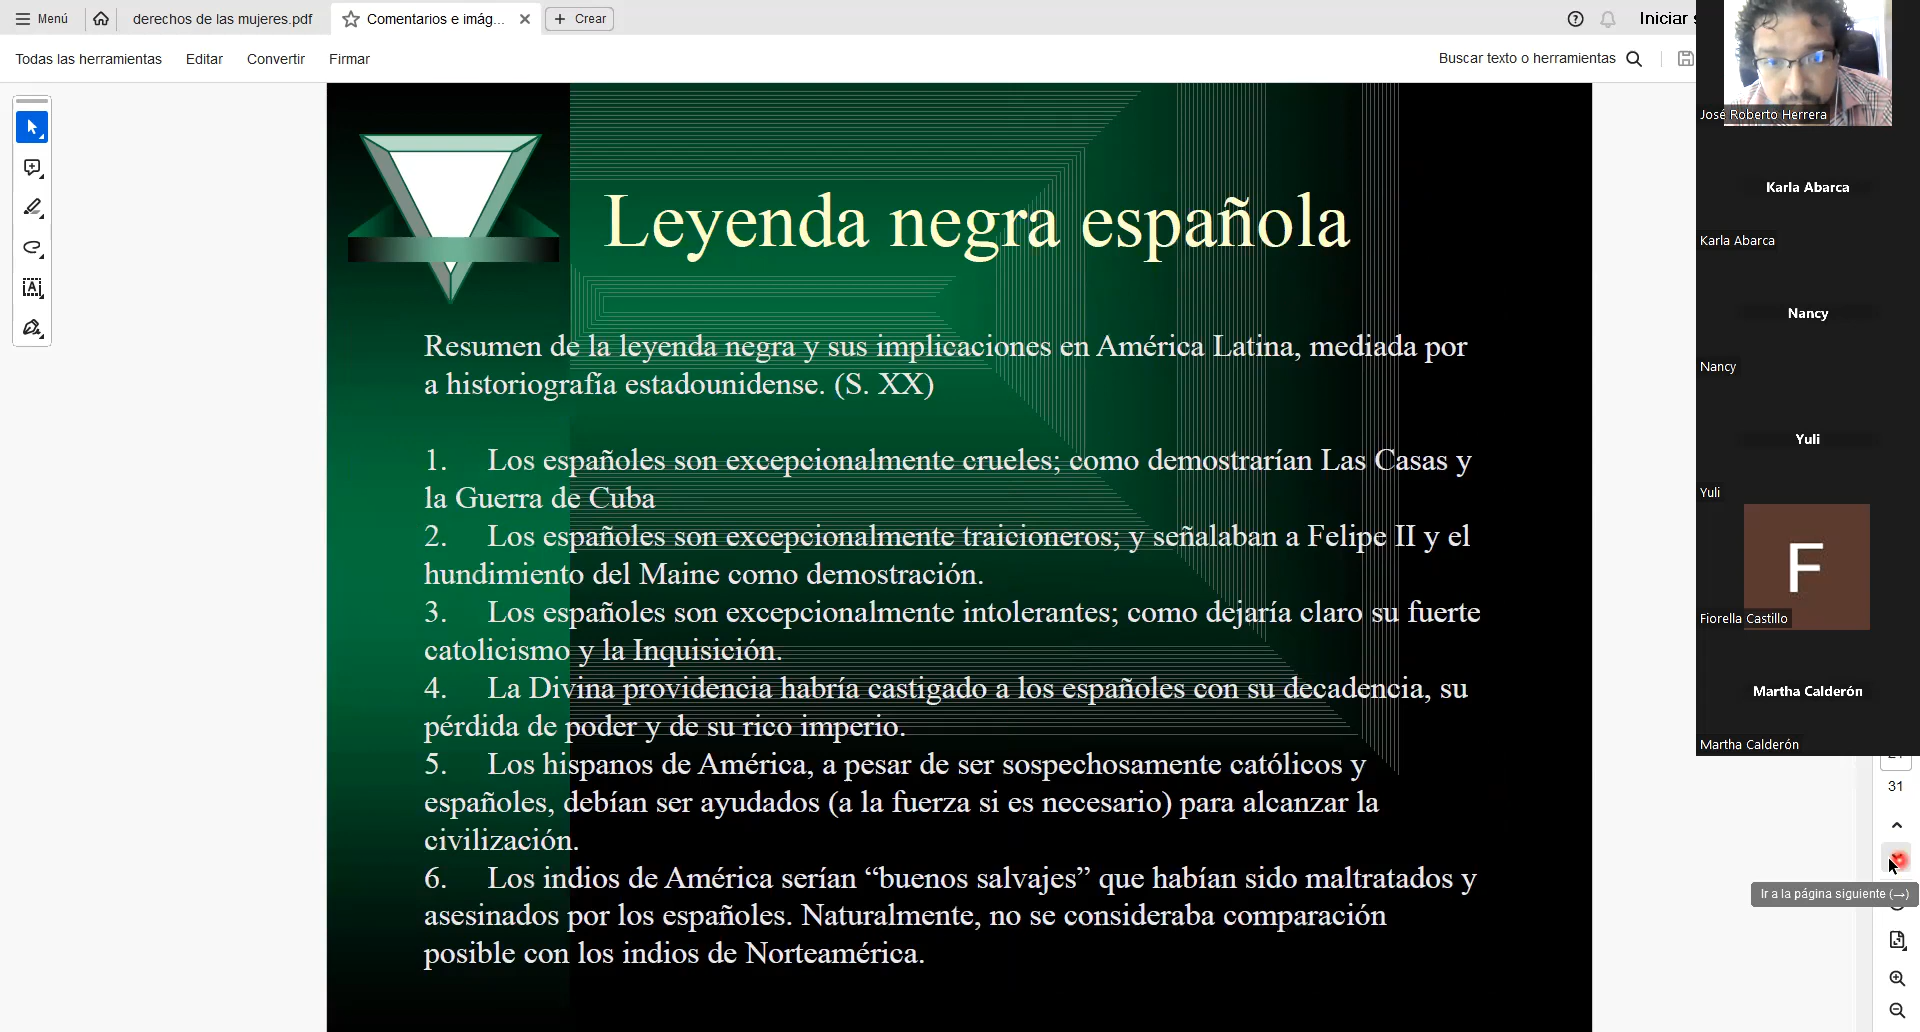 Menú
derechos de las mujeres.pdf
Comentarios e imág...
Crear
Iniciar s
Todas las herramientas
Editar
Convertir
Firmar
Buscar texto o herramientas
Leyenda negra española
Resumen de la leyenda negra y sus implicaciones en América Latina, mediada por
a historiografía estadounidense. (S. XX)
1. Los españoles son excepcionalmente crueles; como demostrarían Las Casas y
la Guerra de Cuba
2. Los españoles son excepcionalmente traicioneros; y señalaban a Felipe II y el
hundimiento del Maine como demostración.
3. Los españoles son excepcionalmente intolerantes; como dejaría claro su fuerte
catolicismo y la Inquisición.
4. La Divina providencia habría castigado a los españoles con su decadencia, su
pérdida de poder y de su rico imperio.
5. Los hispanos de América, a pesar de ser sospechosamente católicos y
españoles, debían ser ayudados (a la fuerza si es necesario) para alcanzar la
civilización.
6. Los indios de América serían “buenos salvajes” que habían sido maltratados y
asesinados por los españoles. Naturalmente, no se consideraba comparación
posible con los indios de Norteamérica.
José Roberto Herrera
Karla Abarca
Karla Abarca
Nancy
Nancy
Yuli
Yuli
F
Fiorella Castillo
Martha Calderón
Martha Calderón
31
Ir a la página siguiente (→)